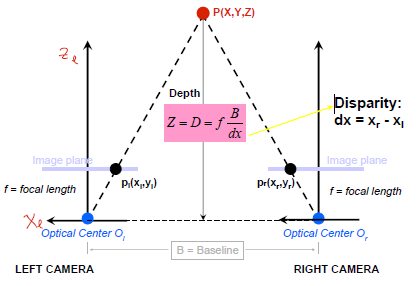 P(X,Y,Z)
Z_l
Depth
Z = D = f B/dx
Disparity:
dx = x_r - x_l
Image plane
Image plane
p_l(x_l,y_l)
p_r(x_r,y_r)
f = focal length
f = focal length
X_l
Optical Center O_l
Optical Center O_r
B = Baseline
LEFT CAMERA
RIGHT CAMERA